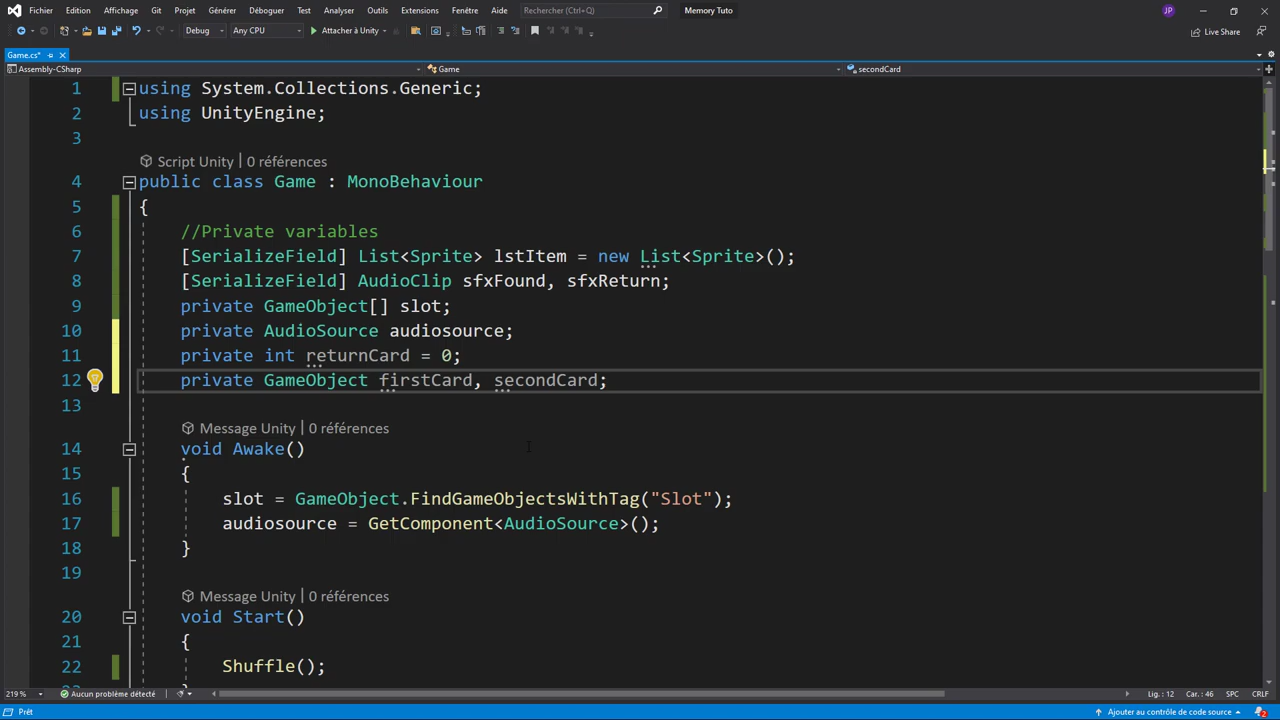 Fichier Edition Affichage Git Projet Générer Déboguer Test Analyser Extensions Fenêtre Aide Rechercher (Ctrl+Q) Memory Tuto JP
Debug Any CPU Attacher à Unity Live Share
Game.cs*
Assembly-CSharp Game secondCard
1 using System.Collections.Generic;
2 using UnityEngine;
3
Script Unity | 0 références
4 public class Game : MonoBehaviour
5 {
6 //Private variables
7 [SerializeField] List<Sprite> lstItem = new List<Sprite>();
8 [SerializeField] AudioClip sfxFound, sfxReturn;
9 private GameObject[] slot;
10 private AudioSource audiosource;
11 private int returnCard = 0;
12 private GameObject firstCard, secondCard;
13
Message Unity | 0 références
14 void Awake()
15 {
16 slot = GameObject.FindGameObjectsWithTag("Slot");
17 audiosource = GetComponent<AudioSource>();
18 }
19
Message Unity | 0 références
20 void Start()
21 {
22 Shuffle();
219 % Aucun problème détecté Lig. : 12 Car. : 46 SPC CRLF
Prêt Ajouter au contrôle de code source 2